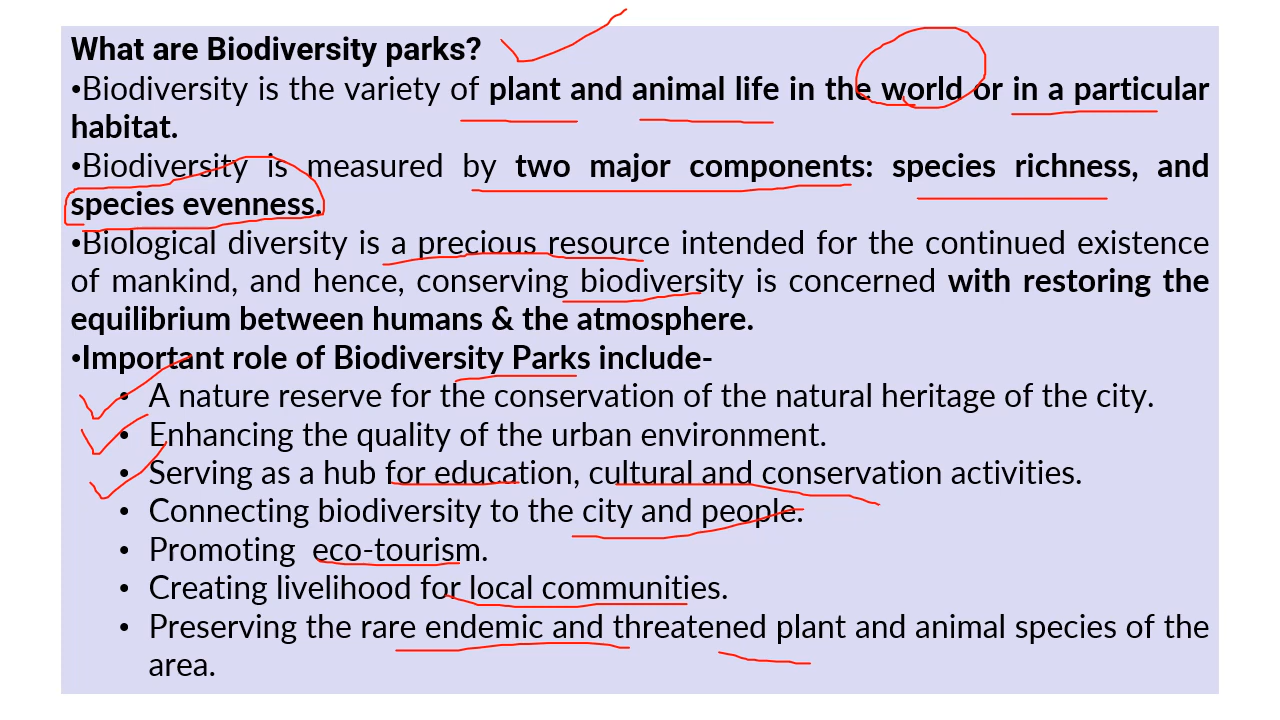 What are Biodiversity parks?
•Biodiversity is the variety of plant and animal life in the world or in a particular
habitat.
•Biodiversity is measured by two major components: species richness, and
species evenness.
•Biological diversity is a precious resource intended for the continued existence
of mankind, and hence, conserving biodiversity is concerned with restoring the
equilibrium between humans & the atmosphere.
•Important role of Biodiversity Parks include-
• A nature reserve for the conservation of the natural heritage of the city.
• Enhancing the quality of the urban environment.
• Serving as a hub for education, cultural and conservation activities.
• Connecting biodiversity to the city and people.
• Promoting eco-tourism.
• Creating livelihood for local communities.
• Preserving the rare endemic and threatened plant and animal species of the
area.